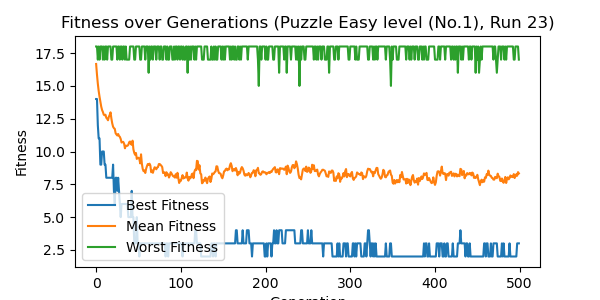 Fitness over Generations (Puzzle Easy level (No.1), Run 23)
Fitness
17.5
15.0
12.5
10.0
7.5
5.0
2.5
Best Fitness
Mean Fitness
Worst Fitness
0 100 200 300 400 500
Generation